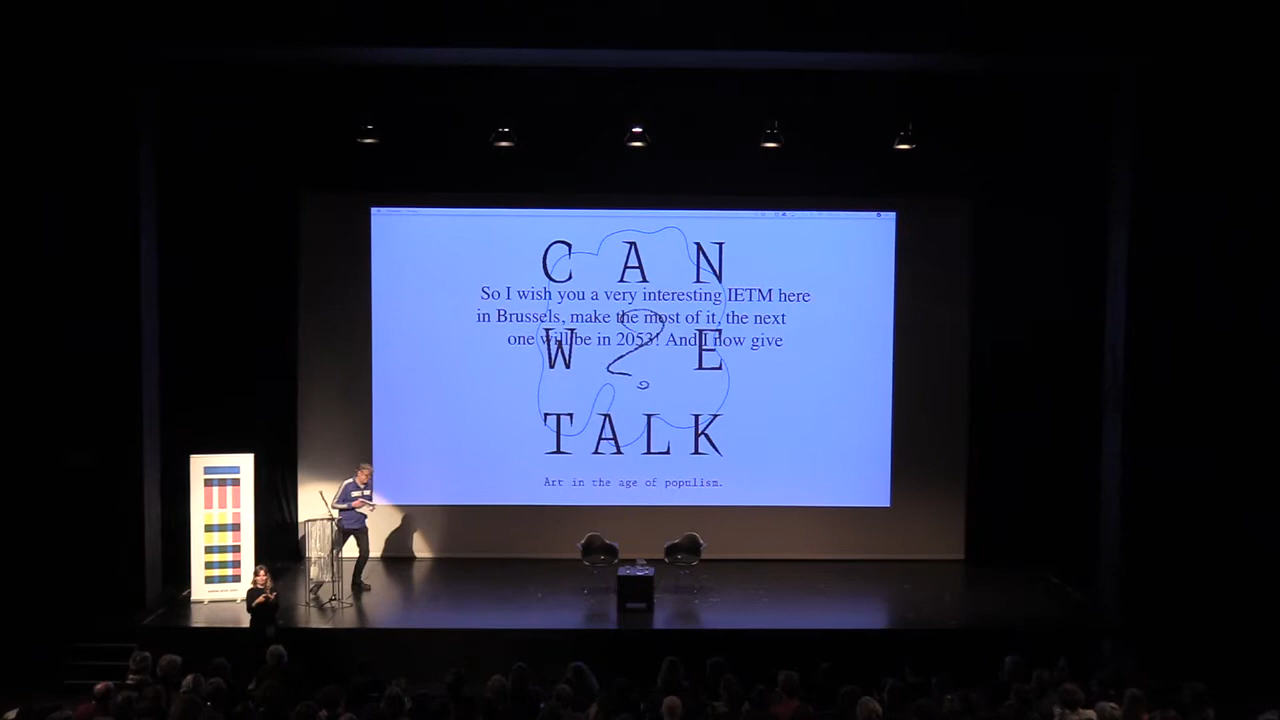 CAN
So I wish you a very interesting IETM here
in Brussels, make the most of it, the next
one will be in 2053! And I now give
W ? E
TALK
Art in the age of populism.